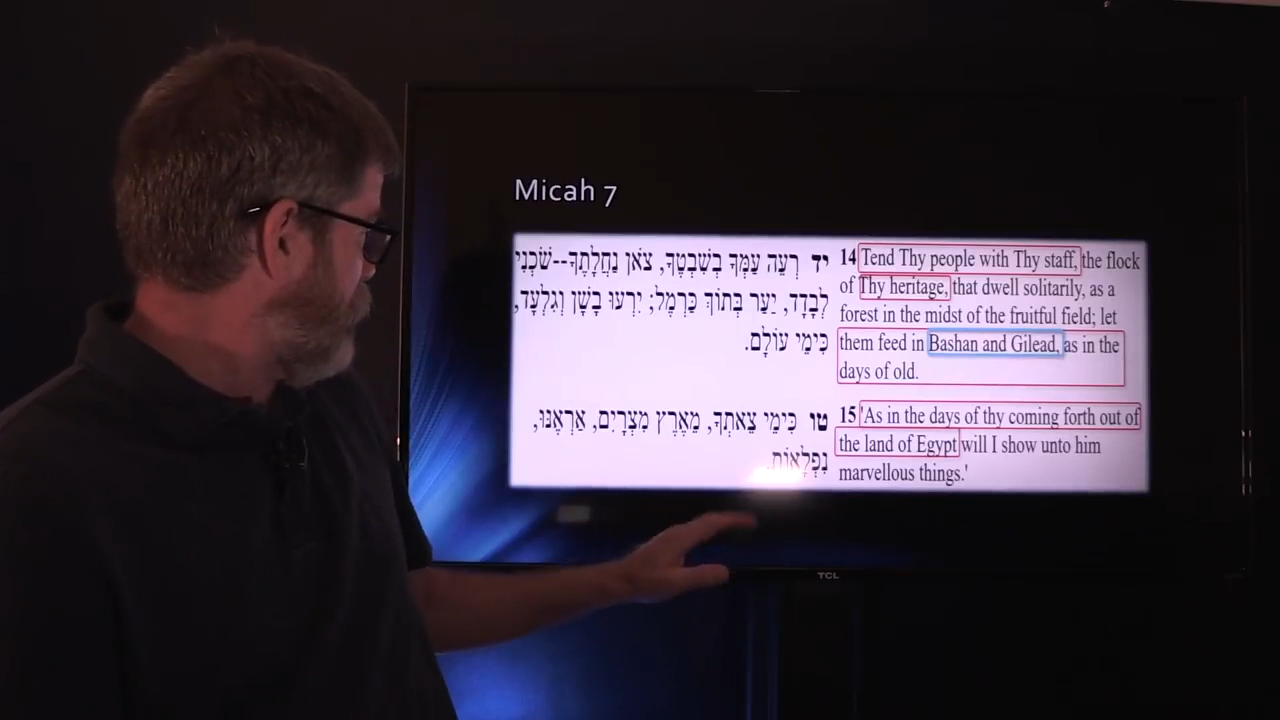 Micah 7
יד רְעֵה עַמְּךָ בְשִׁבְטֶךָ, צֹאן נַחֲלָתֶךָ--שֹׁכְנִי
לְבָדָד, יַעַר בְּתוֹךְ כַּרְמֶל; יִרְעוּ בָשָׁן וְגִלְעָד,
כִּימֵי עוֹלָם.
14 Tend Thy people with Thy staff, the flock
of Thy heritage, that dwell solitarily, as a
forest in the midst of the fruitful field; let
them feed in Bashan and Gilead, as in the
days of old.
טו כִּימֵי צֵאתְךָ, מֵאֶרֶץ מִצְרָיִם, אַרְאֶנּוּ,
נִפְלָאוֹת.
15 'As in the days of thy coming forth out of
the land of Egypt will I show unto him
marvellous things.'
TCL